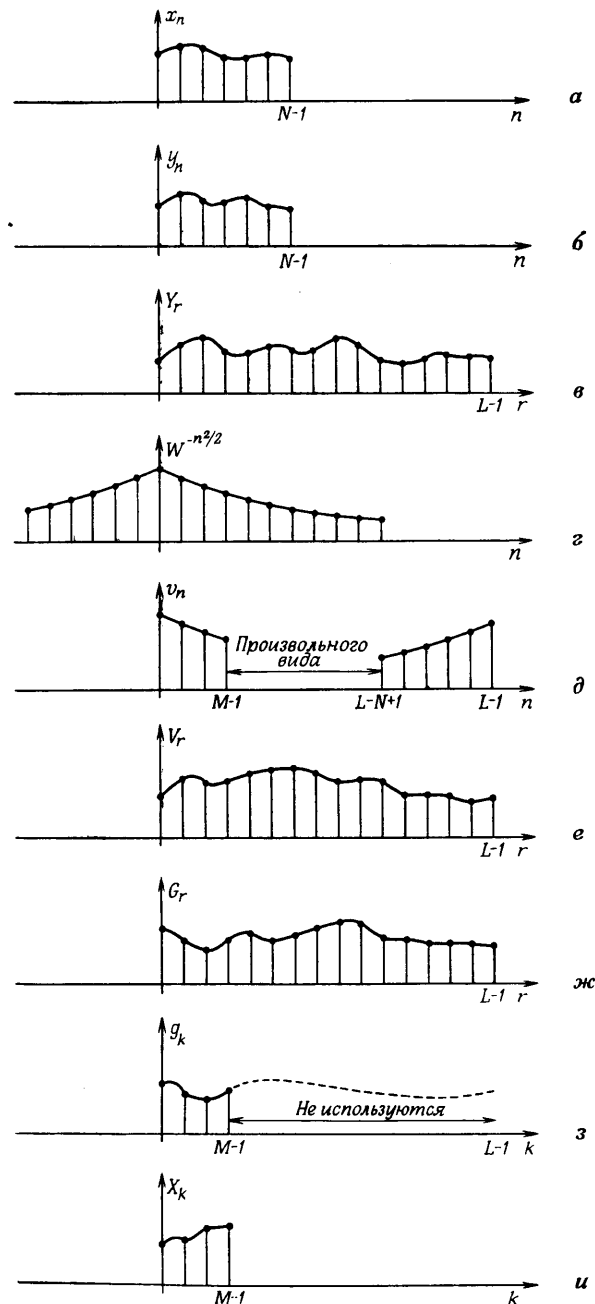 x_n
N-1
n
а
y_n
N-1
n
б
Y_r
L-1 r
в
W^{-n²/2}
n
г
v_n
Произвольного
вида
M-1
L-N+1
L-1
n
д
V_r
L-1 r
е
G_r
L-1 r
ж
g_k
Не используются
M-1
L-1 k
з
X_k
M-1
k
и